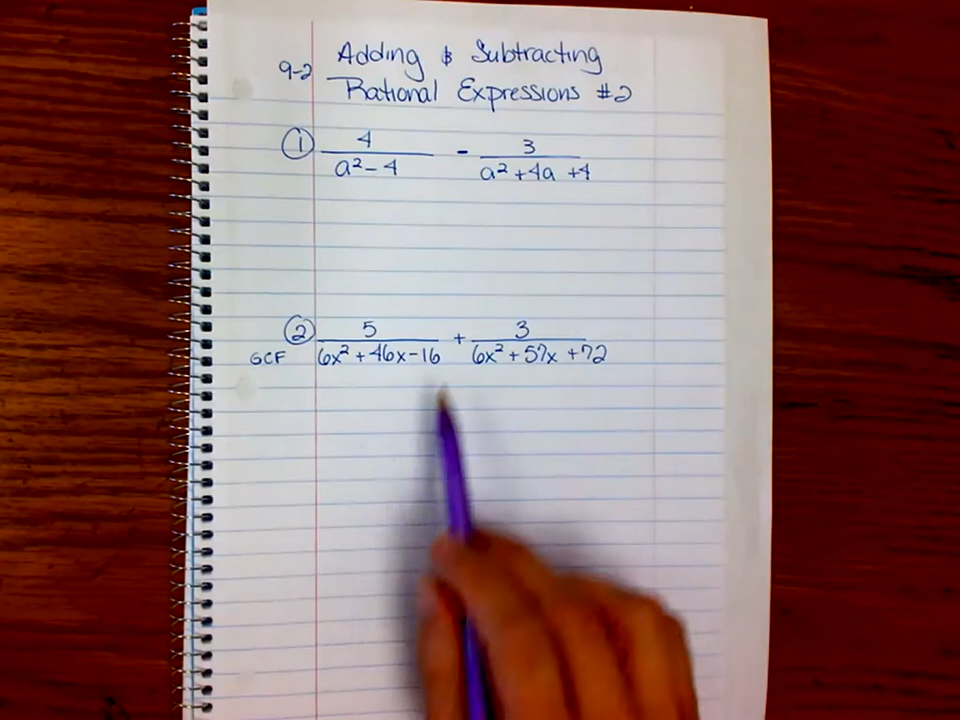 9-2 Adding & Subtracting
Rational Expressions #2
① 4/(a² - 4) - 3/(a² + 4a + 4)
② 5/(6x² + 46x - 16) + 3/(6x² + 57x + 72)
GCF